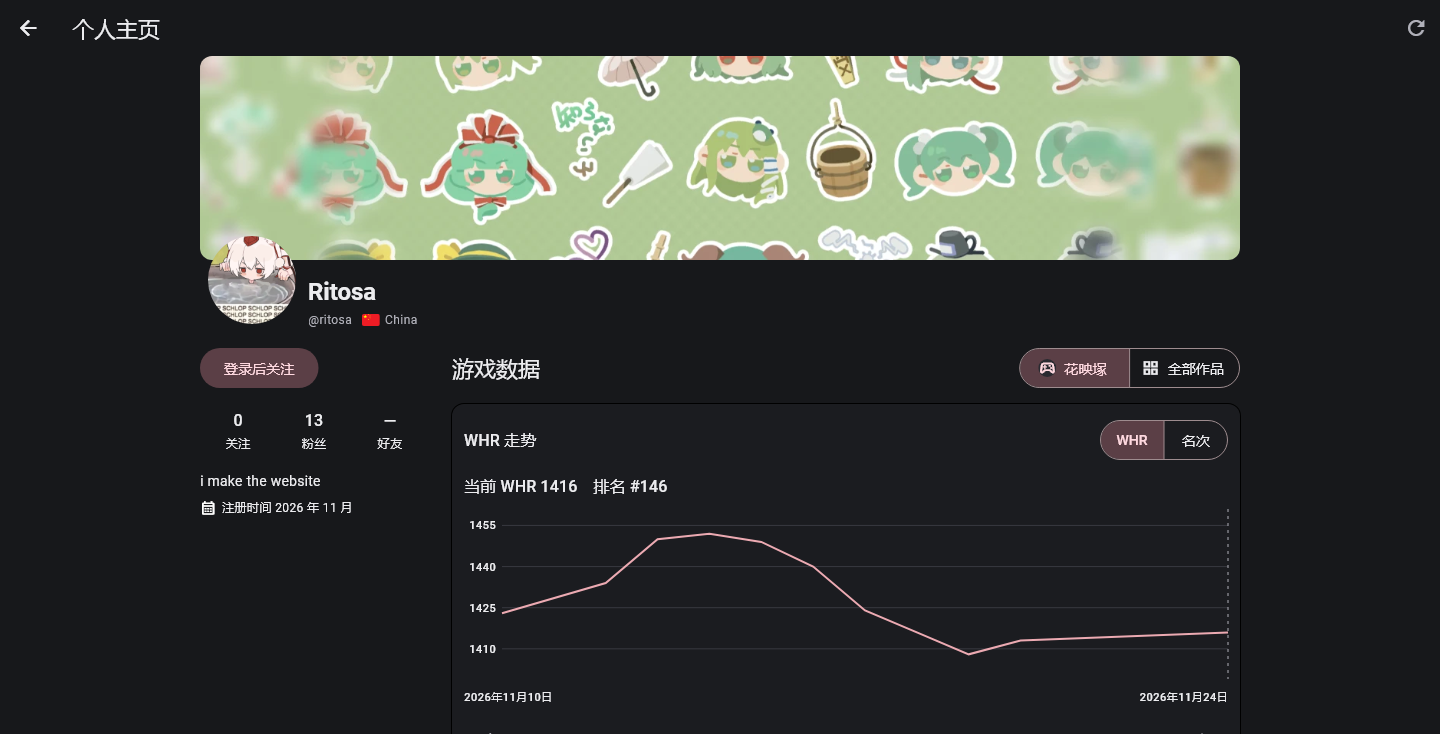 个人主页
SCHLOP SCHLOP SCHLOP
Ritosa
@ritosa China
登录后关注
0 13 —
关注 粉丝 好友
i make the website
注册时间 2026 年 11 月
游戏数据
花映塚 全部作品
WHR 走势
WHR 名次
当前 WHR 1416 排名 #146
1455
1440
1425
1410
2026年11月10日 2026年11月24日